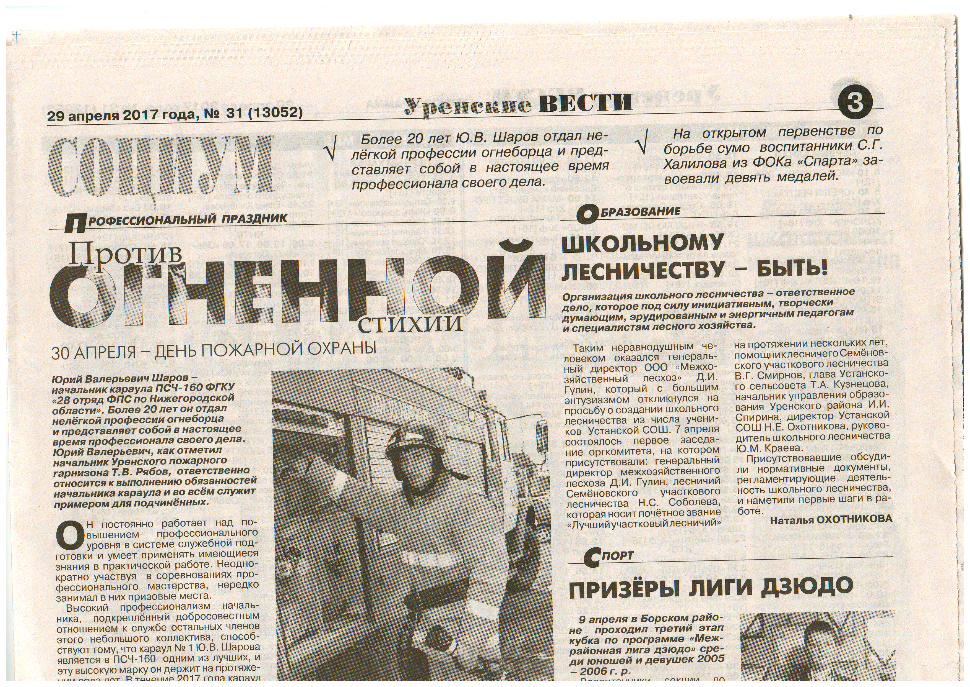 29 апреля 2017 года, № 31 (13052)
Уренские ВЕСТИ
3
СОЦИУМ
√ Более 20 лет Ю.В. Шаров отдал не-
лёгкой профессии огнеборца и пред-
ставляет собой в настоящее время
профессионала своего дела.
√ На открытом первенстве по
борьбе сумо воспитанники С.Г.
Халилова из ФОКа «Спарта» за-
воевали девять медалей.
ПРОФЕССИОНАЛЬНЫЙ ПРАЗДНИК
Против
ОГНЕННОЙ
СТИХИИ
30 АПРЕЛЯ – ДЕНЬ ПОЖАРНОЙ ОХРАНЫ
Юрий Валерьевич Шаров –
начальник караула ПСЧ-160 ФГКУ
«28 отряд ФПС по Нижегородской
области». Более 20 лет он отдал
нелёгкой профессии огнеборца
и представляет собой в настоящее
время профессионала своего дела.
Юрий Валерьевич, как отметил
начальник Уренского пожарного
гарнизона Т.В. Рябов, ответственно
относится к выполнению обязанностей
начальника караула и во всём служит
примером для подчинённых.
ОН постоянно работает над по-
вышением профессионального
уровня в системе служебной под-
готовки и умеет применять имеющиеся
знания в практической работе. Неодно-
кратно участвуя в соревнованиях про-
фессионального мастерства, нередко
занимал в них призовые места.
Высокий профессионализм началь-
ника, подкреплённый добросовестным
отношением к службе остальных членов
этого небольшого коллектива, способ-
ствуют тому, что караул № 1 Ю.В. Шарова
является в ПСЧ-160 одним из лучших, и
эту высокую марку он держит на протяже-
нии ряда лет. В течение 2017 года караул
ОБРАЗОВАНИЕ
ШКОЛЬНОМУ
ЛЕСНИЧЕСТВУ – БЫТЬ!
Организация школьного лесничества – ответственное
дело, которое под силу инициативным, творчески
думающим, эрудированным и энергичным педагогам
и специалистам лесного хозяйства.
Таким неравнодушным че-
ловеком оказался генераль-
ный директор ООО «Межхо-
зяйственный лесхоз» Д.И.
Гулин, который с большим
энтузиазмом откликнулся на
просьбу о создании школьного
лесничества из числа учени-
ков Устанской СОШ. 7 апреля
состоялось первое заседа-
ние оргкомитета, на котором
присутствовали: генеральный
директор межхозяйственного
лесхоза Д.И. Гулин, лесничий
Семёновского участкового
лесничества Н.С. Соболева,
которая носит почётное звание
«Лучший участковый лесничий»
на протяжении нескольких лет,
помощник лесничего Семёнов-
ского участкового лесничества
В.Г. Смирнов, глава Устанско-
го сельсовета Т.А. Кузнецова,
начальник управления образо-
вания Уренского района И.И.
Спирина, директор Устанской
СОШ Н.Е. Охотникова, руково-
дитель школьного лесничества
Ю.М. Краева.
Присутствовавшие обсуди-
ли нормативные документы,
регламентирующие деятель-
ность школьного лесничества,
и наметили первые шаги в ра-
боте.
Наталья ОХОТНИКОВА
СПОРТ
ПРИЗЁРЫ ЛИГИ ДЗЮДО
9 апреля в Борском райо-
не проходил третий этап
кубка по программе «Меж-
районная лига дзюдо» сре-
ди юношей и девушек 2005
– 2006 г. р.
Воспитанники секции по